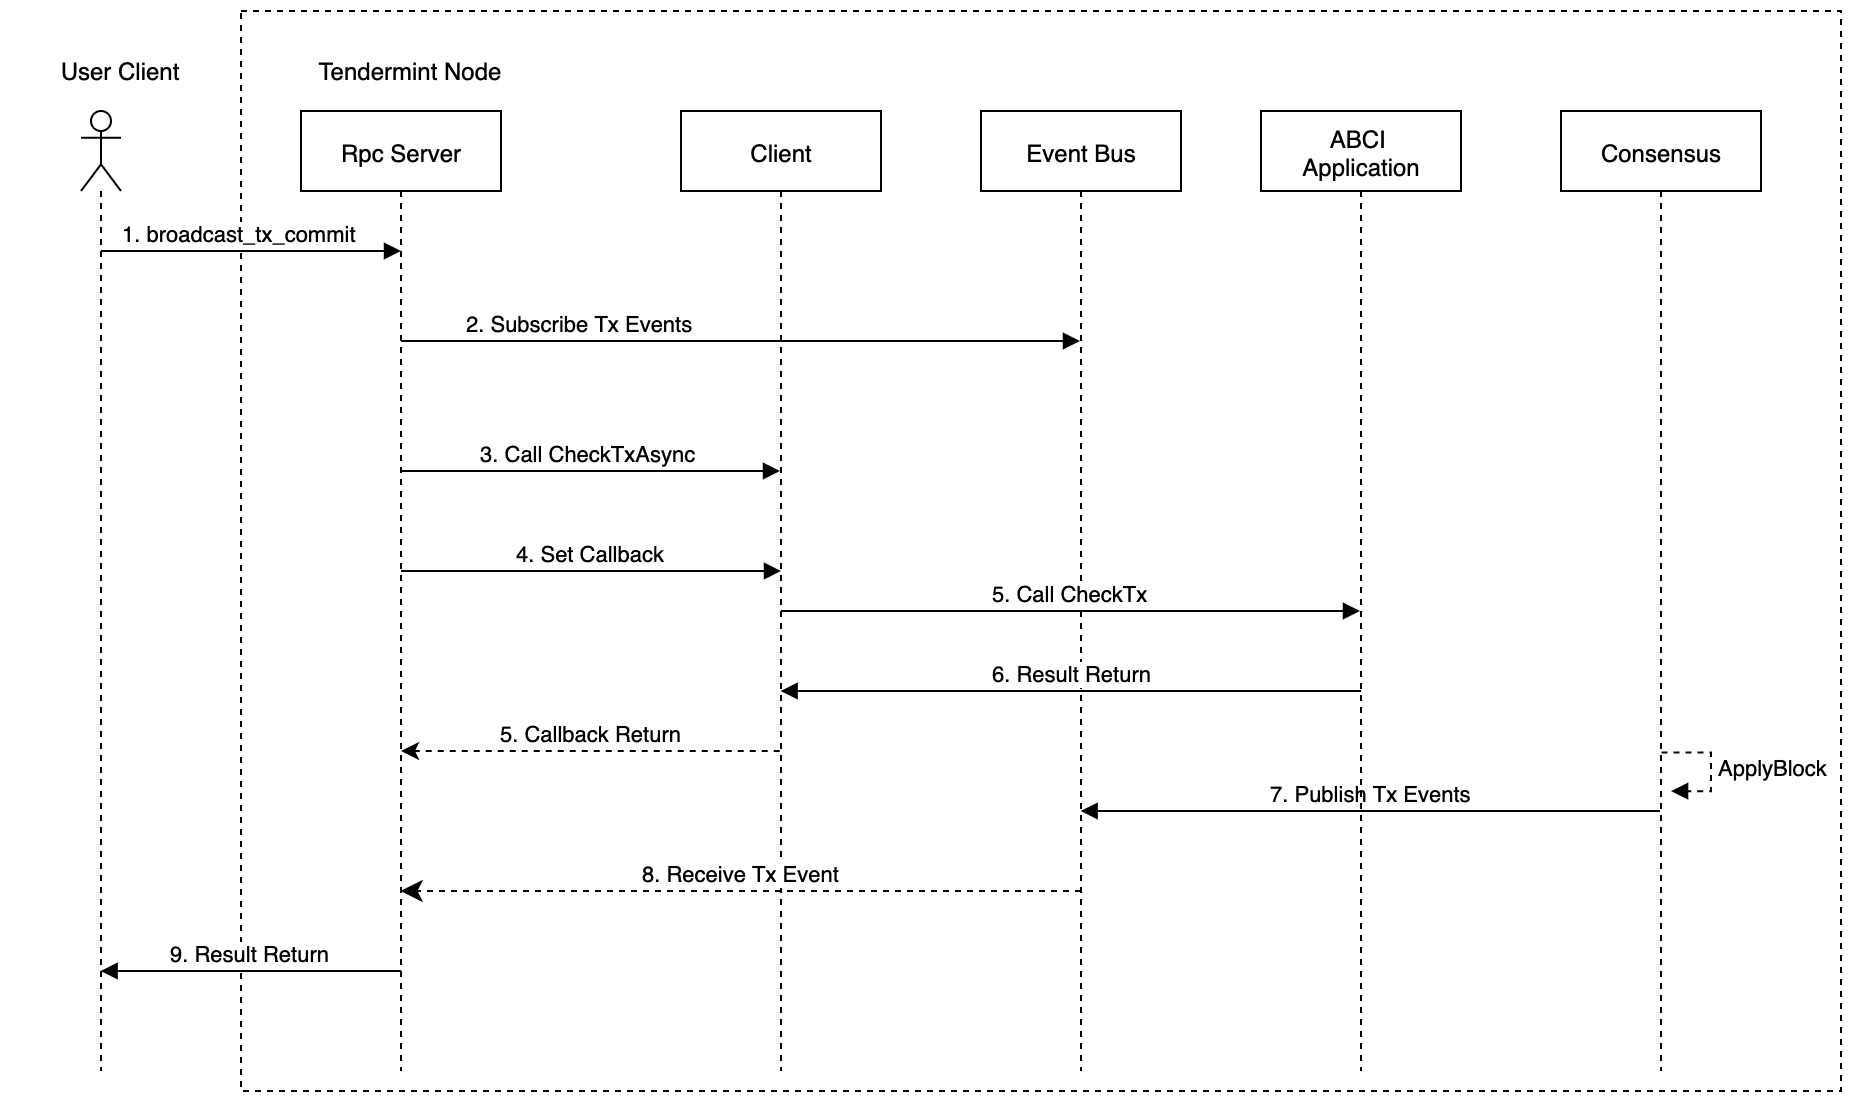 User Client
Tendermint Node
Rpc Server
Client
Event Bus
ABCI
Application
Consensus
1. broadcast_tx_commit
2. Subscribe Tx Events
3. Call CheckTxAsync
4. Set Callback
5. Call CheckTx
6. Result Return
5. Callback Return
ApplyBlock
7. Publish Tx Events
8. Receive Tx Event
9. Result Return